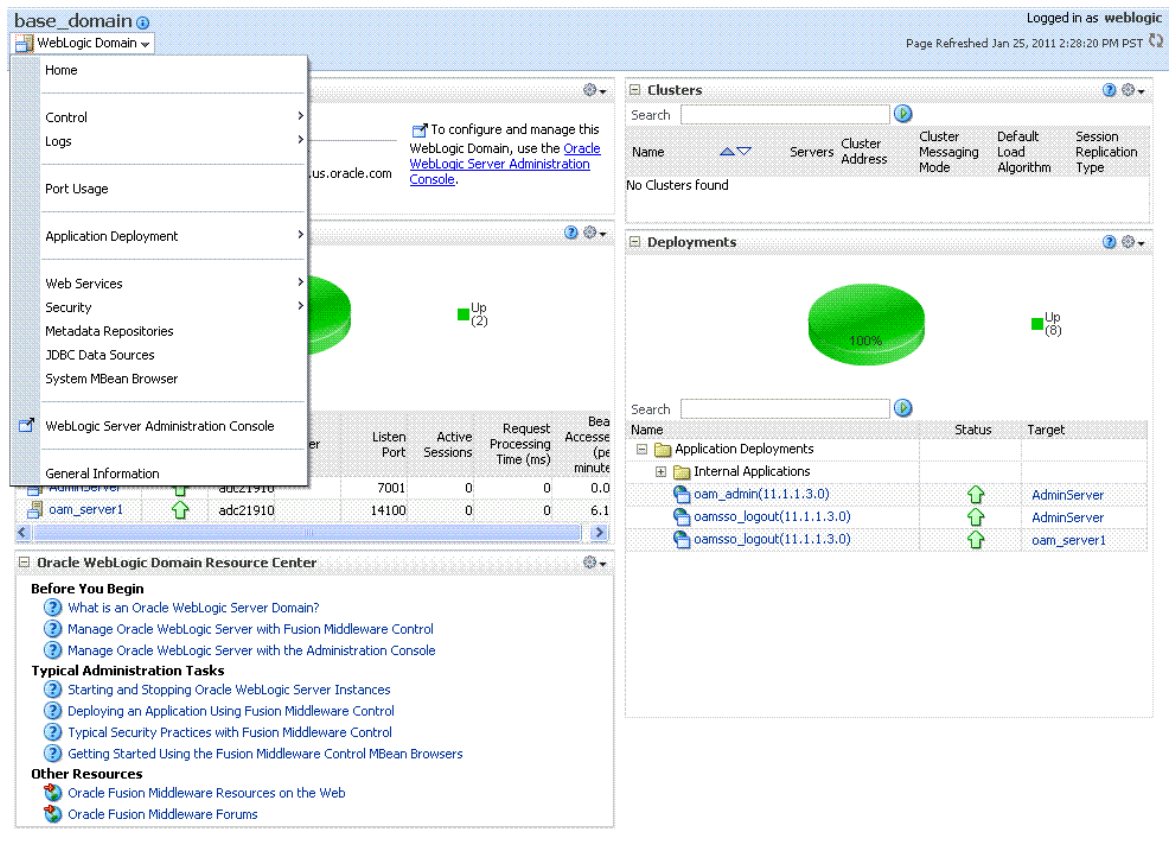 base_domain
Logged in as weblogic
WebLogic Domain
Page Refreshed Jan 25, 2011 2:28:20 PM PST
Home
Control
Logs
Port Usage
Application Deployment
Web Services
Security
Metadata Repositories
JDBC Data Sources
System MBean Browser
WebLogic Server Administration Console
General Information
To configure and manage this
WebLogic Domain, use the Oracle
WebLogic Server Administration
Console.
.us.oracle.com
Up
(2)
Listen
Port
Active
Sessions
Request
Processing
Time (ms)
Bea
Accesse
(pe
minute
er
AdminServer adc21910 7001 0 0 0.0
oam_server1 adc21910 14100 0 0 6.1
Oracle WebLogic Domain Resource Center
Before You Begin
What is an Oracle WebLogic Server Domain?
Manage Oracle WebLogic Server with Fusion Middleware Control
Manage Oracle WebLogic Server with the Administration Console
Typical Administration Tasks
Starting and Stopping Oracle WebLogic Server Instances
Deploying an Application Using Fusion Middleware Control
Typical Security Practices with Fusion Middleware Control
Getting Started Using the Fusion Middleware Control MBean Browsers
Other Resources
Oracle Fusion Middleware Resources on the Web
Oracle Fusion Middleware Forums
Clusters
Search
Name
Servers
Cluster
Address
Cluster
Messaging
Mode
Default
Load
Algorithm
Session
Replication
Type
No Clusters found
Deployments
100%
Up
(8)
Search
Name Status Target
Application Deployments
Internal Applications
oam_admin(11.1.1.3.0) AdminServer
oamsso_logout(11.1.1.3.0) AdminServer
oamsso_logout(11.1.1.3.0) oam_server1